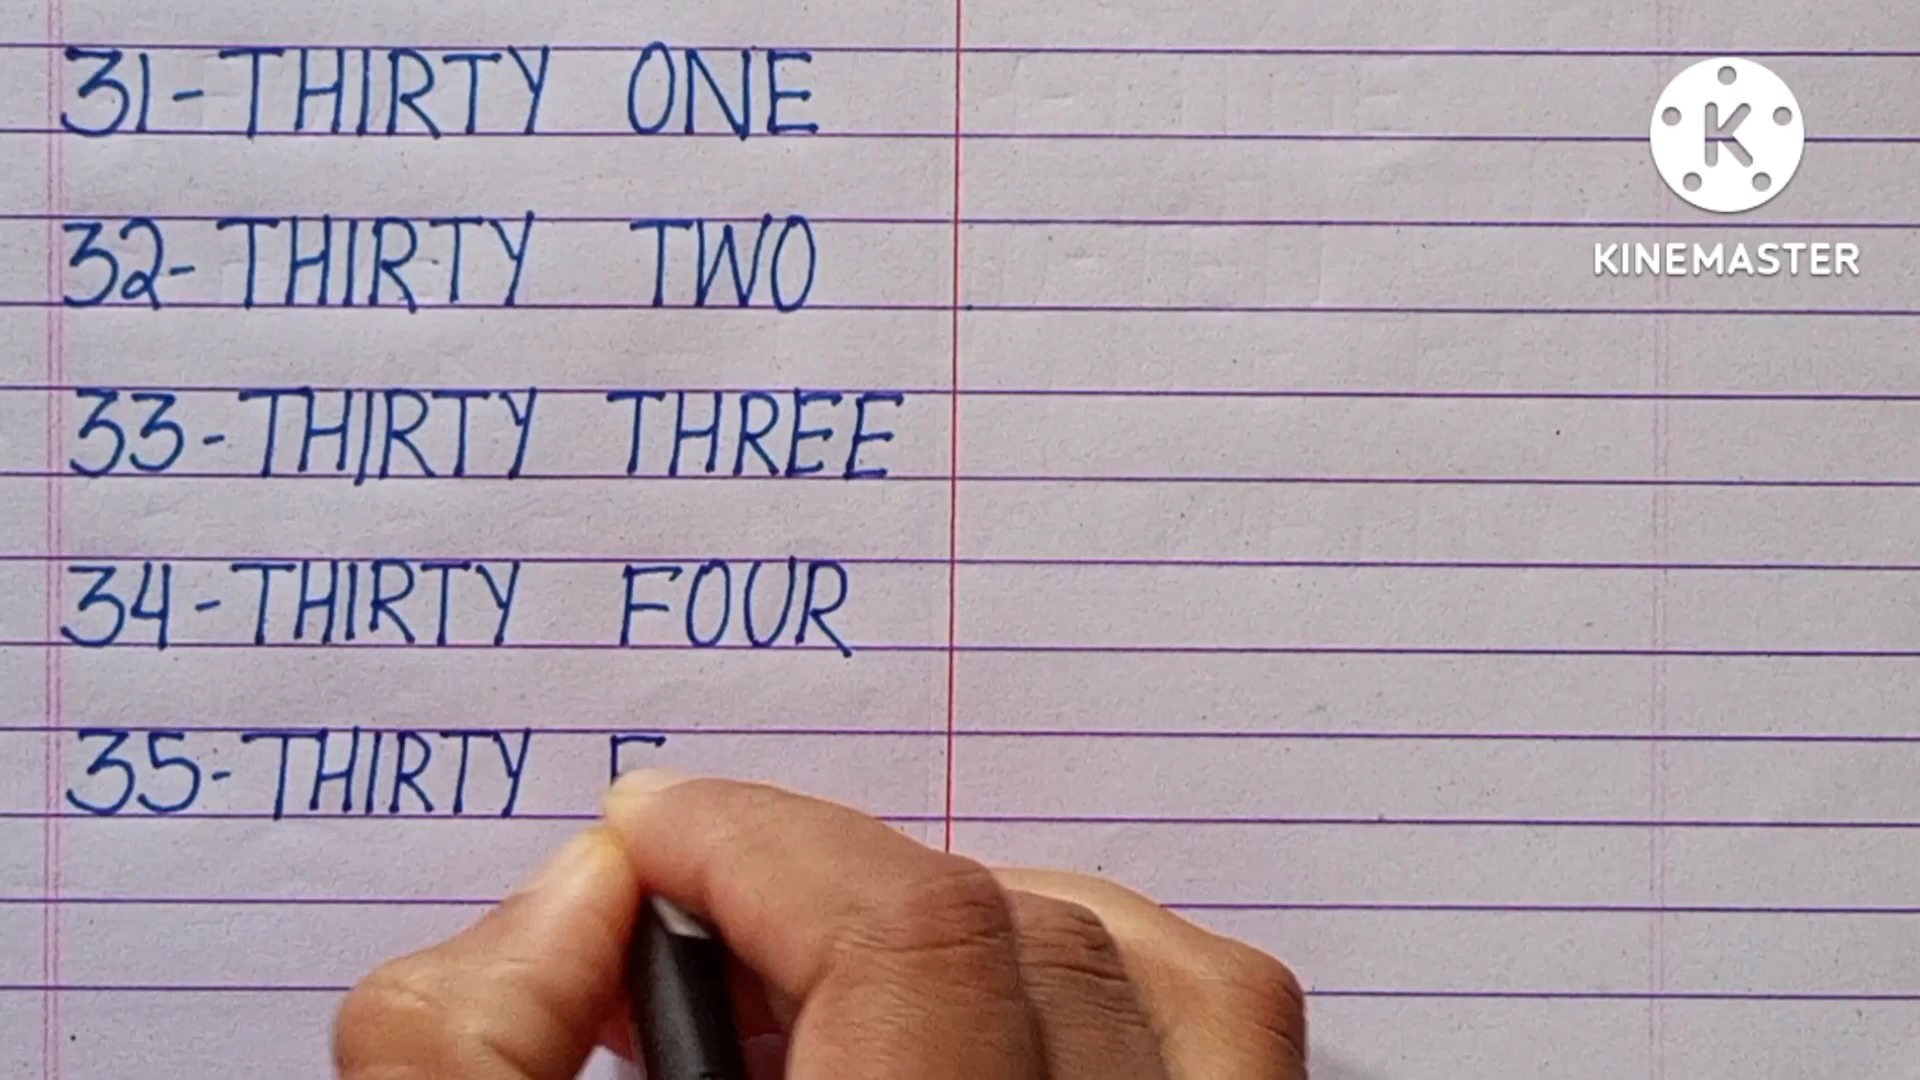 31-THIRTY ONE
32-THIRTY TWO
33-THIRTY THREE
34-THIRTY FOUR
35-THIRTY F
K
KINEMASTER